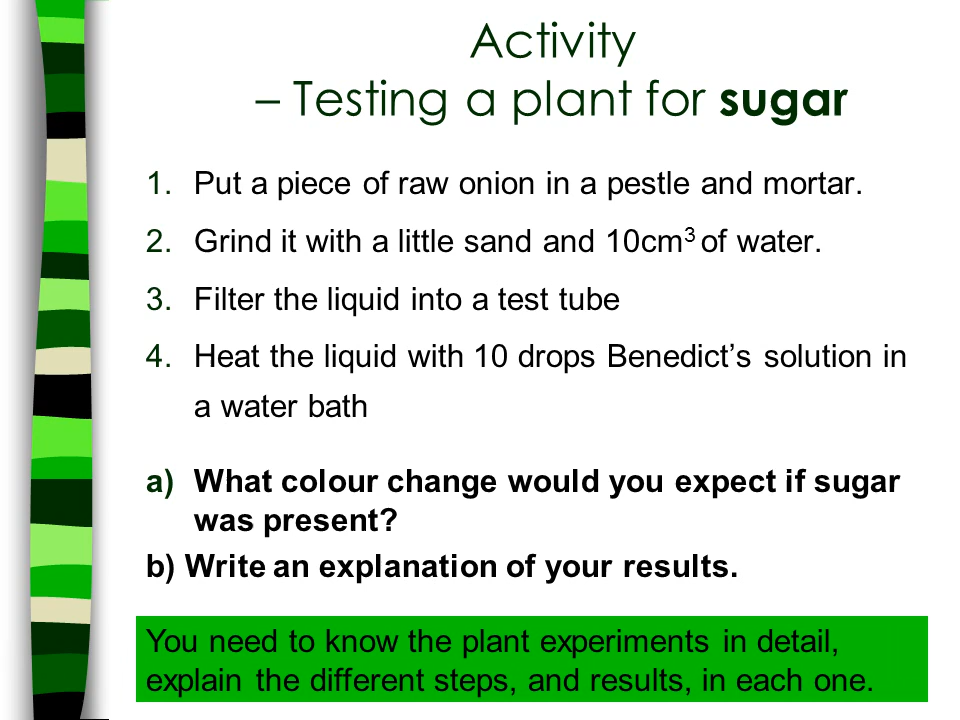 Activity
– Testing a plant for sugar
1. Put a piece of raw onion in a pestle and mortar.
2. Grind it with a little sand and 10cm³ of water.
3. Filter the liquid into a test tube
4. Heat the liquid with 10 drops Benedict’s solution in
a water bath
a) What colour change would you expect if sugar
was present?
b) Write an explanation of your results.
You need to know the plant experiments in detail,
explain the different steps, and results, in each one.